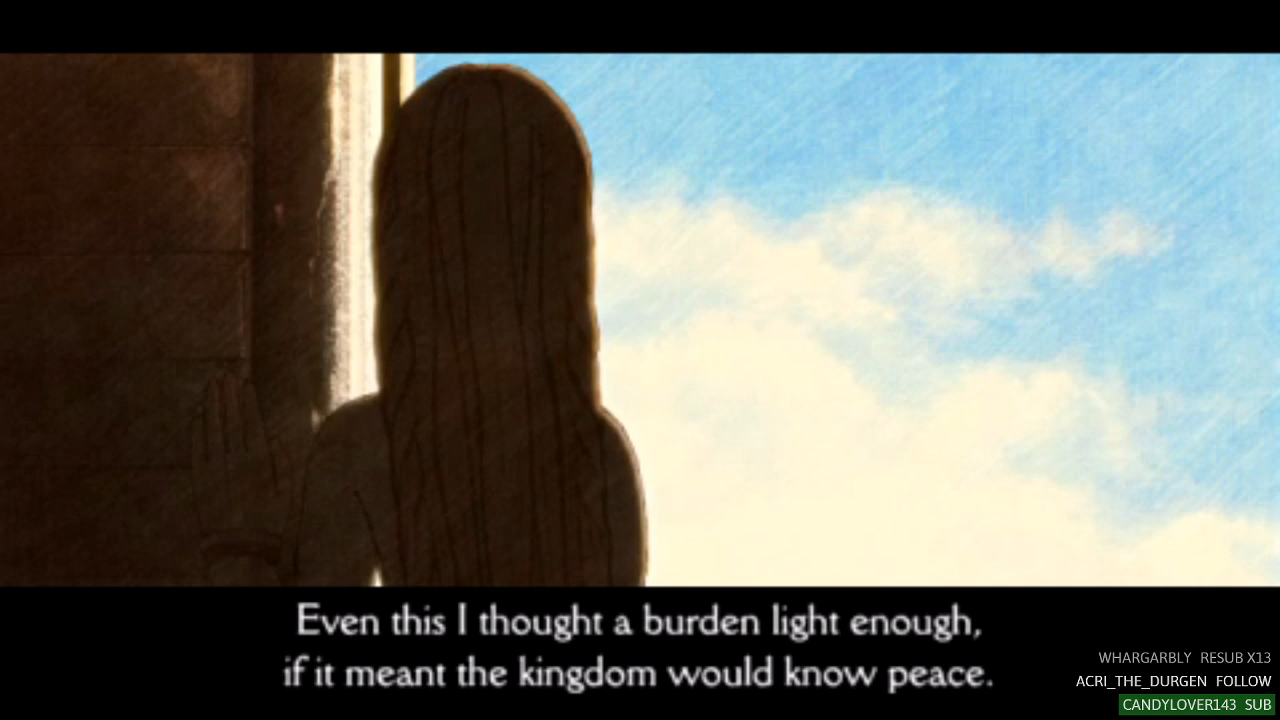 Even this I thought a burden light enough,
if it meant the kingdom would know peace.
WHARGARBLY RESUB X13
ACRI_THE_DURGEN FOLLOW
CANDYLOVER143 SUB